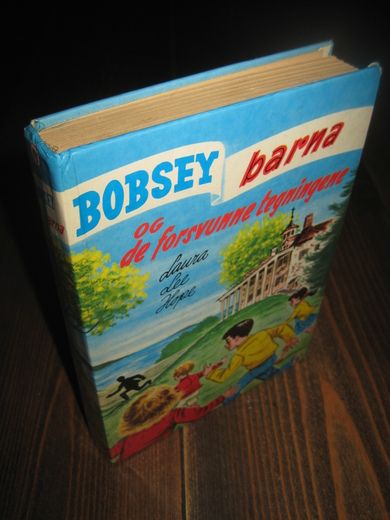 BOBSEY barna
OG
de forsvunne tegningene
Laura
Lee
Hope